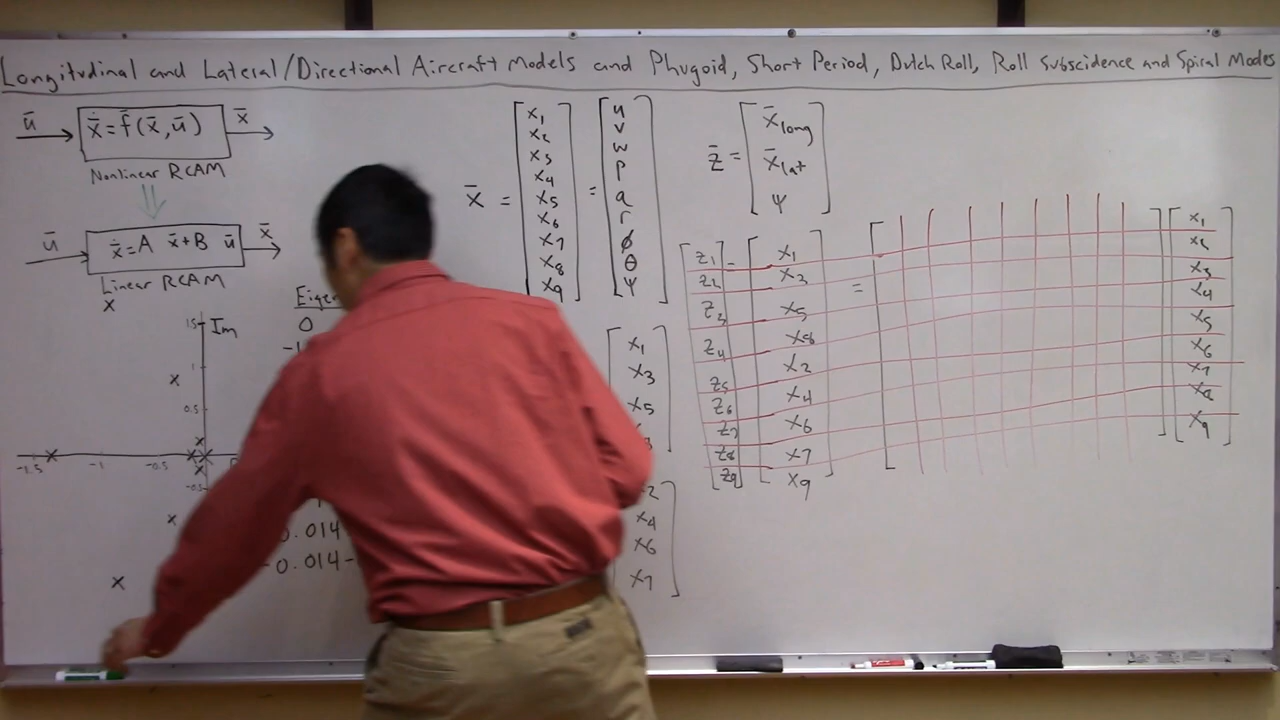 Longitudinal and Lateral/Directional Aircraft Models and Phugoid, Short Period, Dutch Roll, Roll Subscidence and Spiral Modes
ū
ẋ̄ = f̄(x̄, ū)
x̄
Nonlinear RCAM
ū
ẋ̄ = A x̄ + B ū
x̄
Linear RCAM
Im
1.5
1
0.5
-0.5
-1.5
-1
-0.5
Eigen
0
0.014
-0.014-
x̄ =
x1
x2
x3
x4
x5
x6
x7
x8
x9
=
u
v
w
p
q
r
φ
θ
ψ
z̄ =
x̄long
x̄lat
ψ
x1
x3
x5
x4
x6
x7
z1
z2
z3
z4
z5
z6
z7
z8
z9
=
x1
x3
x5
x8
x2
x4
x6
x7
x9
=
x1
x2
x3
x4
x5
x6
x7
x8
x9